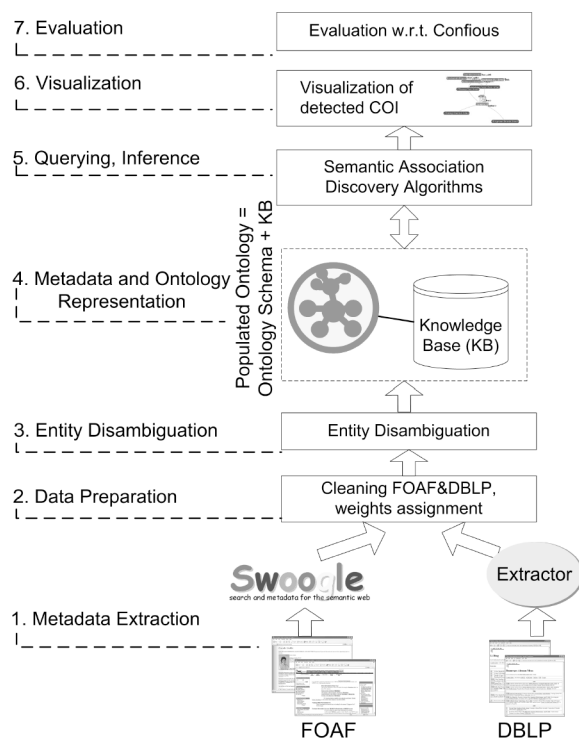 7. Evaluation
Evaluation w.r.t. Confious
6. Visualization
Visualization of
detected COI
5. Querying, Inference
Semantic Association
Discovery Algorithms
Populated Ontology =
Ontology Schema + KB
4. Metadata and Ontology
Representation
Knowledge
Base (KB)
3. Entity Disambiguation
Entity Disambiguation
2. Data Preparation
Cleaning FOAF&DBLP,
weights assignment
Swoogle
search and metadata for the semantic web
Extractor
1. Metadata Extraction
FOAF
DBLP